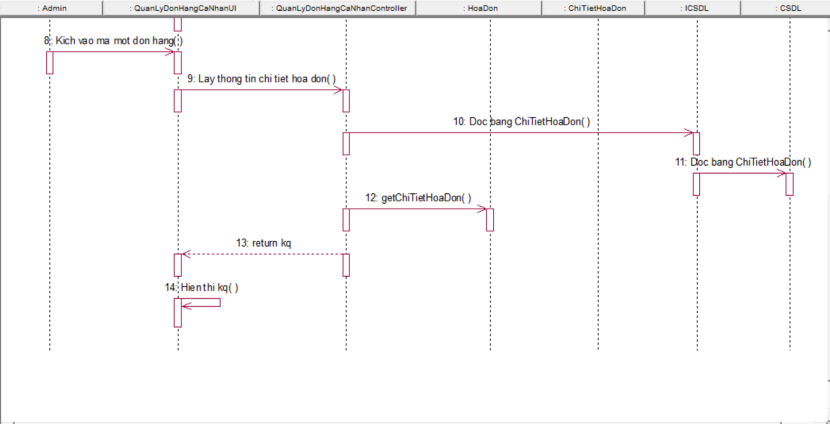 : Admin
: QuanLyDonHangCaNhanUI
: QuanLyDonHangCaNhanController
: HoaDon
: ChiTietHoaDon
: ICSDL
: CSDL
8: Kich vao ma mot don hang( )
9: Lay thong tin chi tiet hoa don( )
10: Doc bang ChiTietHoaDon( )
11: Doc bang ChiTietHoaDon( )
12: getChiTietHoaDon( )
13: return kq
14: Hien thi kq( )